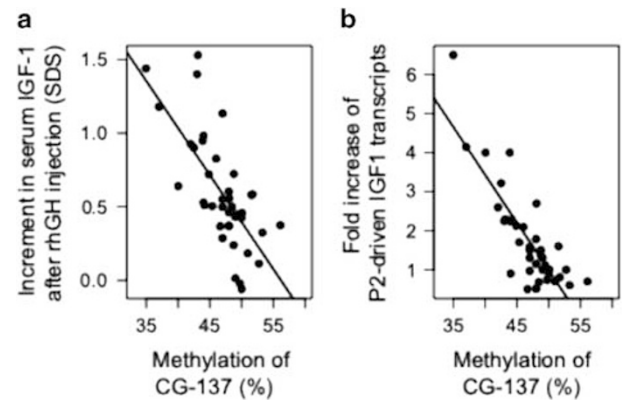 a
Increment in serum IGF-1
after rhGH injection (SDS)
1.5
1.0
0.5
0.0
35
45
55
Methylation of
CG-137 (%)
b
Fold increase of
P2-driven IGF1 transcripts
6
5
4
3
2
1
35
45
55
Methylation of
CG-137 (%)